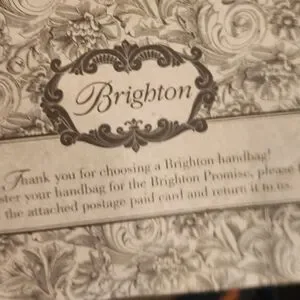 Brighton
Thank you for choosing a Brighton handbag!
ster your handbag for the Brighton Promise, please
the attached postage paid card and return it to us.